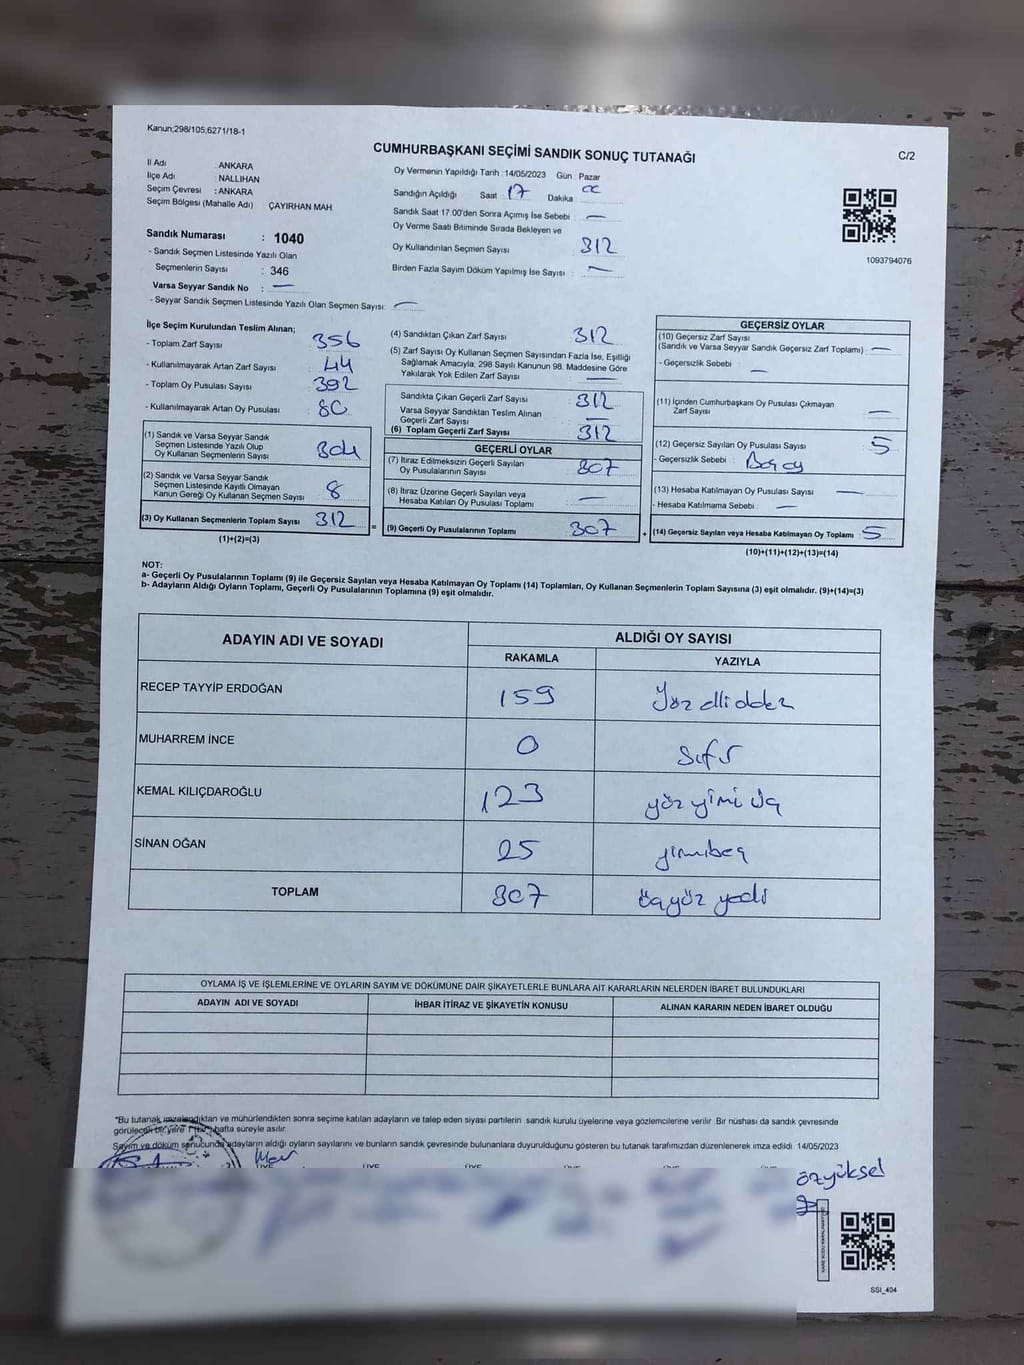 Kanun;298/105;6271/18-1
CUMHURBAŞKANI SEÇİMİ SANDIK SONUÇ TUTANAĞI
C/2
İl Adı : ANKARA
İlçe Adı : NALLIHAN
Seçim Çevresi : ANKARA
Seçim Bölgesi (Mahalle Adı) : ÇAYIRHAN MAH.
Sandık Numarası : 1040
- Sandık Seçmen Listesinde Yazılı Olan
Seçmenlerin Sayısı : 346
Varsa Seyyar Sandık No : —
- Seyyar Sandık Seçmen Listesinde Yazılı Olan Seçmen Sayısı: —
Oy Vermenin Yapıldığı Tarih :14/05/2023 Gün : Pazar
Sandığın Açıldığı Saat : 17 Dakika : 00
Sandık Saat 17.00'den Sonra Açımış İse Sebebi : —
Oy Verme Saati Bitiminde Sırada Bekleyen ve
Oy Kullandırılan Seçmen Sayısı : 312
Birden Fazla Sayım Döküm Yapılmış İse Sayısı : —
1093794076
İlçe Seçim Kurulundan Teslim Alınan;
- Toplam Zarf Sayısı : 356
- Kullanılmayarak Artan Zarf Sayısı : 44
- Toplam Oy Pusulası Sayısı : 392
- Kullanılmayarak Artan Oy Pusulası : 80
(1) Sandık ve Varsa Seyyar Sandık
Seçmen Listesinde Yazılı Olup
Oy Kullanan Seçmenlerin Sayısı : 304
(2) Sandık ve Varsa Seyyar Sandık
Seçmen Listesinde Kayıtlı Olmayan
Kanun Gereği Oy Kullanan Seçmen Sayısı : 8
(3) Oy Kullanan Seçmenlerin Toplam Sayısı : 312 =
(1)+(2)=(3)
(4) Sandıktan Çıkan Zarf Sayısı : 312
(5) Zarf Sayısı Oy Kullanan Seçmen Sayısından Fazla İse, Eşitliği
Sağlamak Amacıyla, 298 Sayılı Kanunun 98. Maddesine Göre
Yakılarak Yok Edilen Zarf Sayısı : —
Sandıkta Çıkan Geçerli Zarf Sayısı : 312
Varsa Seyyar Sandıktan Teslim Alınan
Geçerli Zarf Sayısı : —
(6) Toplam Geçerli Zarf Sayısı : 312
GEÇERLİ OYLAR
(7) İtiraz Edilmeksizin Geçerli Sayılan
Oy Pusulalarının Sayısı : 307
(8) İtiraz Üzerine Geçerli Sayılan veya
Hesaba Katılan Oy Pusulası Toplamı : —
(9) Geçerli Oy Pusulalarının Toplamı : 307 +
GEÇERSİZ OYLAR
(10) Geçersiz Zarf Sayısı
(Sandık ve Varsa Seyyar Sandık Geçersiz Zarf Toplamı) : —
- Geçersizlik Sebebi : —
(11) İçinden Cumhurbaşkanı Oy Pusulası Çıkmayan
Zarf Sayısı : —
(12) Geçersiz Sayılan Oy Pusulası Sayısı : 5
- Geçersizlik Sebebi :
(13) Hesaba Katılmayan Oy Pusulası Sayısı : —
- Hesaba Katılmama Sebebi : —
(14) Geçersiz Sayılan veya Hesaba Katılmayan Oy Toplamı : 5
(10)+(11)+(12)+(13)=(14)
NOT:
a- Geçerli Oy Pusulalarının Toplamı (9) ile Geçersiz Sayılan veya Hesaba Katılmayan Oy Toplamı (14) Toplamları, Oy Kullanan Seçmenlerin Toplam Sayısına (3) eşit olmalıdır. (9)+(14)=(3)
b- Adayların Aldığı Oyların Toplamı, Geçerli Oy Pusulalarının Toplamına (9) eşit olmalıdır.
ADAYIN ADI VE SOYADI ALDIĞI OY SAYISI
RAKAMLA YAZIYLA
RECEP TAYYİP ERDOĞAN 159 Yüz elli dokuz
MUHARREM İNCE 0 Sıfır
KEMAL KILIÇDAROĞLU 123 yüz yirmi üç
SİNAN OĞAN 25 yirmibeş
TOPLAM 307 üçyüz yedi
OYLAMA İŞ VE İŞLEMLERİNE VE OYLARIN SAYIM VE DÖKÜMÜNE DAİR ŞİKAYETLERLE BUNLARA AİT KARARLARIN NELERDEN İBARET BULUNDUKLARI
ADAYIN ADI VE SOYADI İHBAR İTİRAZ VE ŞİKAYETİN KONUSU ALINAN KARARIN NEDEN İBARET OLDUĞU
*Bu tutanak imzalandıktan ve mühürlendikten sonra seçime katılan adayların ve talep eden siyasi partilerin sandık kurulu üyelerine veya gözlemcilerine verilir. Bir nüshası da sandık çevresinde
görülecek bir yere 1 (bir) hafta süreyle asılır.
Sayım ve döküm sonucunda adayların aldığı oyların sayılarını ve bunların sandık çevresinde bulunanlara duyurulduğunu gösteren bu tutanak tarafımızdan düzenlenerek imza edildi. 14/05/2023
özyüksel
SSI_404